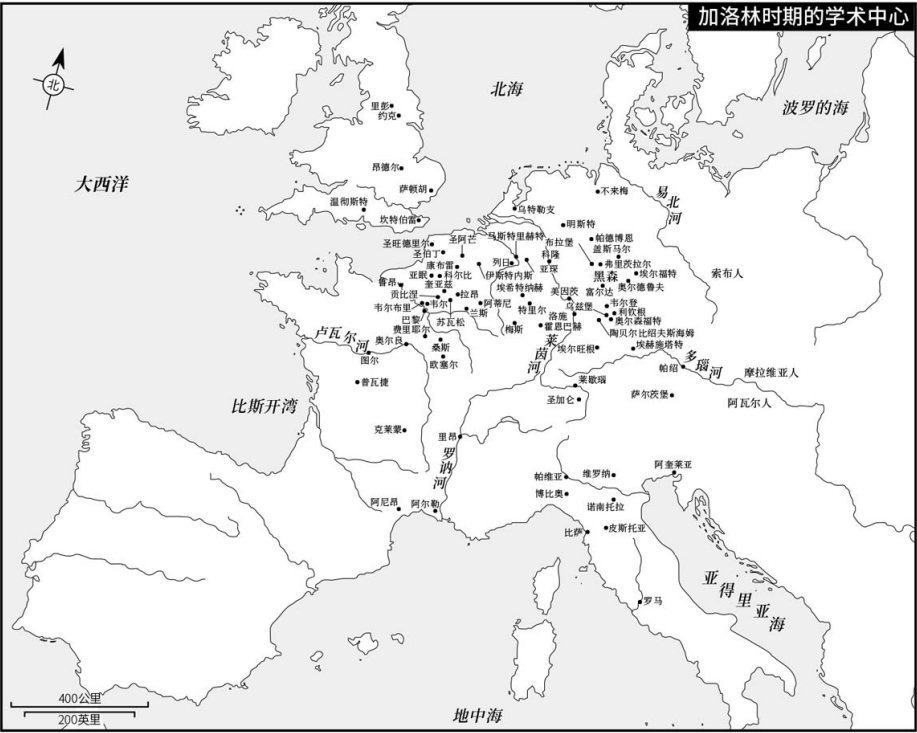 加洛林时期的学术中心
北
北海
波罗的海
大西洋
里彭
约克
昂德尔
萨顿胡
温彻斯特
坎特伯雷
不来梅
易北河
乌特勒支
明斯特
圣旺德里尔
圣阿芒
马斯特里赫特
布拉堡
帕德博恩
盖斯马尔
圣伯丁
康布雷
列日
科隆
亚琛
弗里茨拉尔
黑森
埃尔福特
索布人
亚眠
科尔比
伊斯特内斯
奥尔德鲁夫
鲁昂
奎亚兹
贡比涅
拉昂
埃希特纳赫
美因茨
富尔达
韦尔布里
韦尔
阿蒂尼
特里尔
韦尔登
利钦根
巴黎
苏瓦松
兰斯
洛施
奥尔森福特
费里耶尔
梅斯
霍恩巴赫
陶贝尔比绍夫斯海姆
卢瓦尔河
奥尔良
桑斯
莱茵河
埃尔旺根
埃赫施塔特
图尔
欧塞尔
多瑙河
帕绍
摩拉维亚人
普瓦捷
莱歇瑙
比斯开湾
圣加仑
萨尔茨堡
阿瓦尔人
克莱蒙
里昂
罗讷河
阿奎莱亚
帕维亚
维罗纳
博比奥
诺南托拉
阿尼昂
阿尔勒
比萨
皮斯托亚
亚得里亚海
罗马
400公里
200英里
地中海